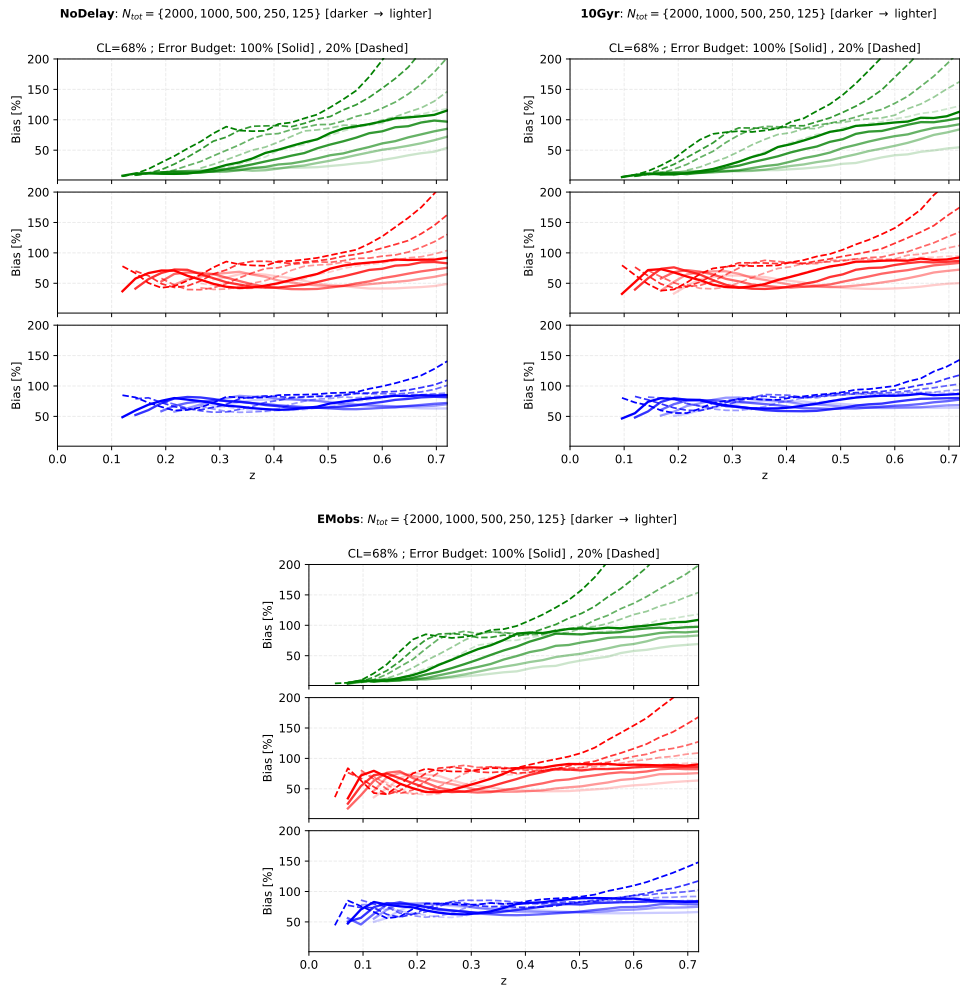 NoDelay: N_tot = {2000, 1000, 500, 250, 125} [darker → lighter]
CL=68% ; Error Budget: 100% [Solid] , 20% [Dashed]
200
150
100
50
Bias [%]
200
150
100
50
Bias [%]
200
150
100
50
Bias [%]
0.0 0.1 0.2 0.3 0.4 0.5 0.6 0.7
z
10Gyr: N_tot = {2000, 1000, 500, 250, 125} [darker → lighter]
CL=68% ; Error Budget: 100% [Solid] , 20% [Dashed]
200
150
100
50
Bias [%]
200
150
100
50
Bias [%]
200
150
100
50
Bias [%]
0.0 0.1 0.2 0.3 0.4 0.5 0.6 0.7
z
EMobs: N_tot = {2000, 1000, 500, 250, 125} [darker → lighter]
CL=68% ; Error Budget: 100% [Solid] , 20% [Dashed]
200
150
100
50
Bias [%]
200
150
100
50
Bias [%]
200
150
100
50
Bias [%]
0.0 0.1 0.2 0.3 0.4 0.5 0.6 0.7
z